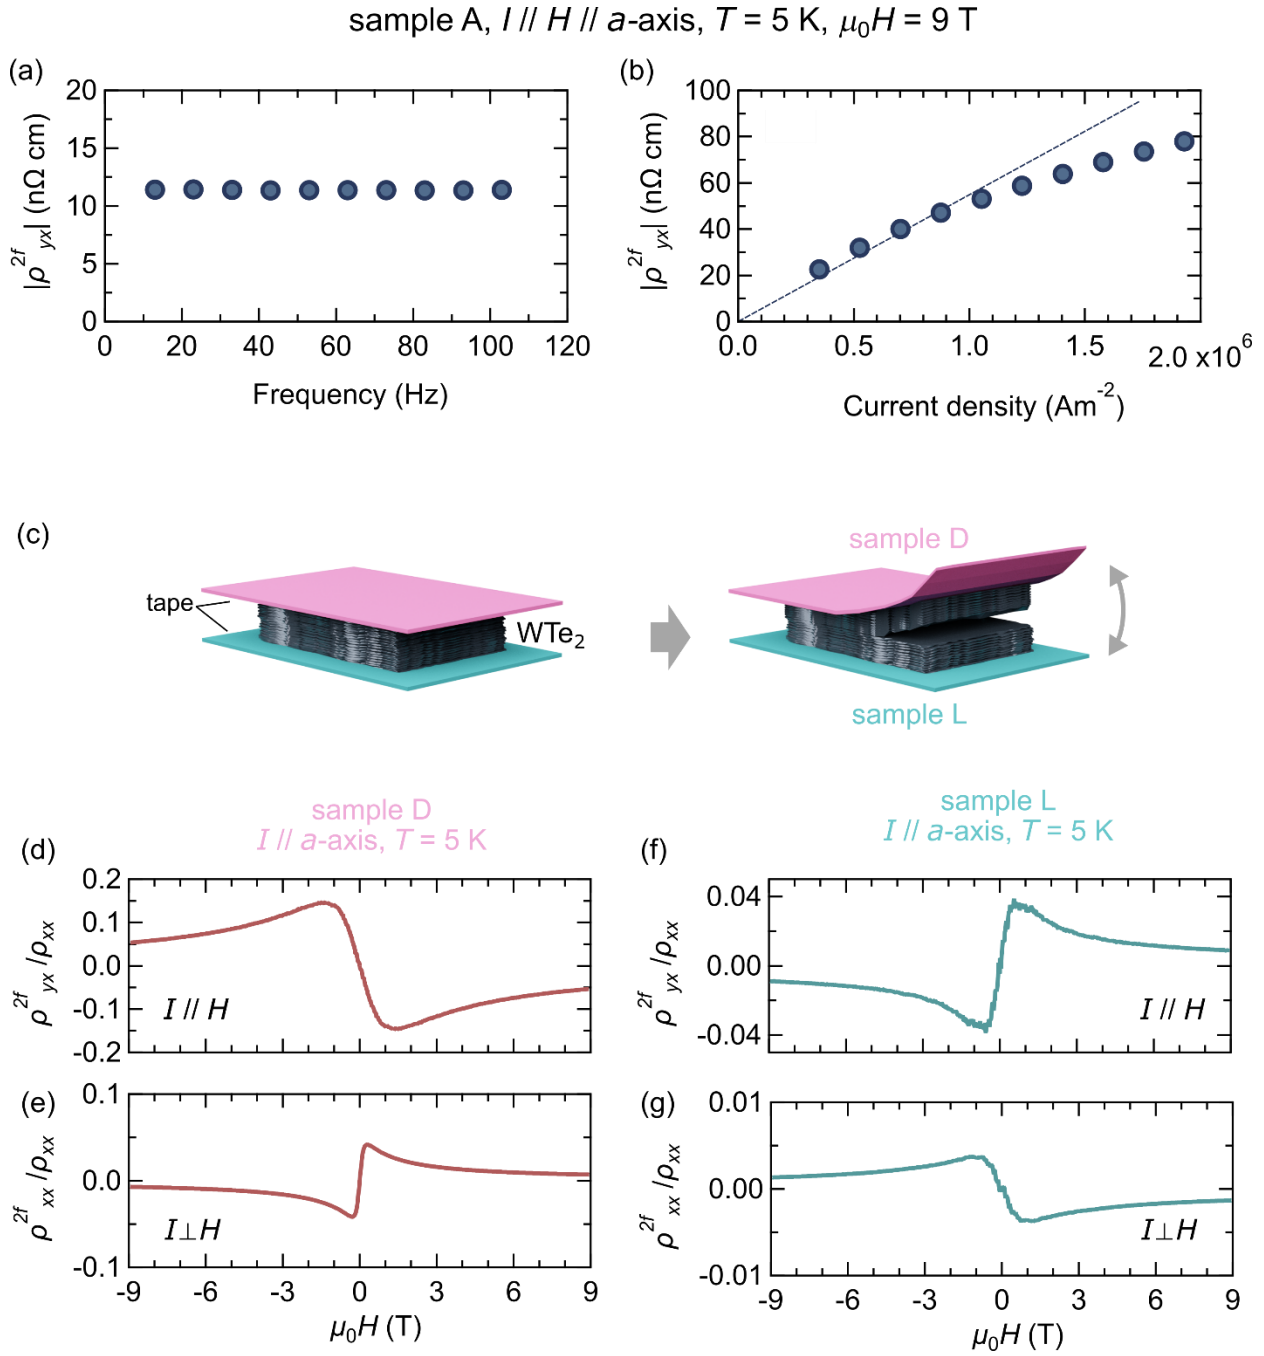 sample A, I // H // a-axis, T = 5 K, μ₀H = 9 T
(a)
(b)
20
15
10
5
0
|ρ²ᶠyx| (nΩ cm)
0 20 40 60 80 100 120
Frequency (Hz)
100
80
60
40
20
0
|ρ²ᶠyx| (nΩ cm)
0.0 0.5 1.0 1.5 2.0 x10⁶
Current density (Am⁻²)
(c)
tape
WTe₂
sample D
sample L
sample D
I // a-axis, T = 5 K
sample L
I // a-axis, T = 5 K
(d)
0.2
0.1
0.0
-0.1
-0.2
ρ²ᶠyx/ρxx
I // H
(e)
0.1
0.0
-0.1
ρ²ᶠxx/ρxx
I⊥H
-9 -6 -3 0 3 6 9
μ₀H (T)
(f)
0.04
0.00
-0.04
ρ²ᶠyx/ρxx
I // H
(g)
0.01
0.00
-0.01
ρ²ᶠxx/ρxx
I⊥H
-9 -6 -3 0 3 6 9
μ₀H (T)